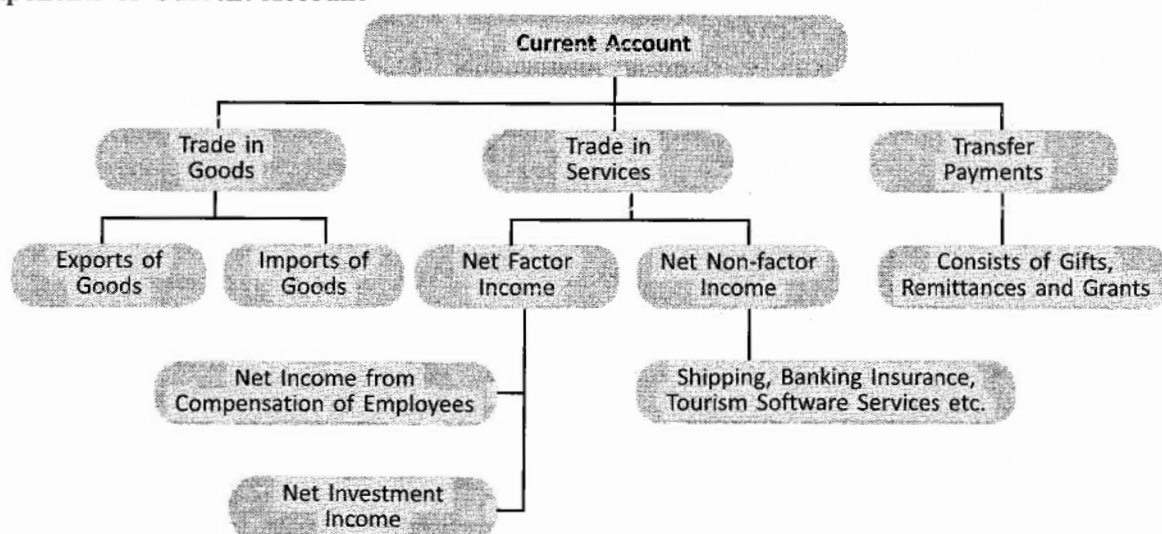 Current Account
Trade in
Goods
Trade in
Services
Transfer
Payments
Exports of
Goods
Imports of
Goods
Net Factor
Income
Net Non-factor
Income
Consists of Gifts,
Remittances and Grants
Net Income from
Compensation of Employees
Shipping, Banking Insurance,
Tourism Software Services etc.
Net Investment
Income